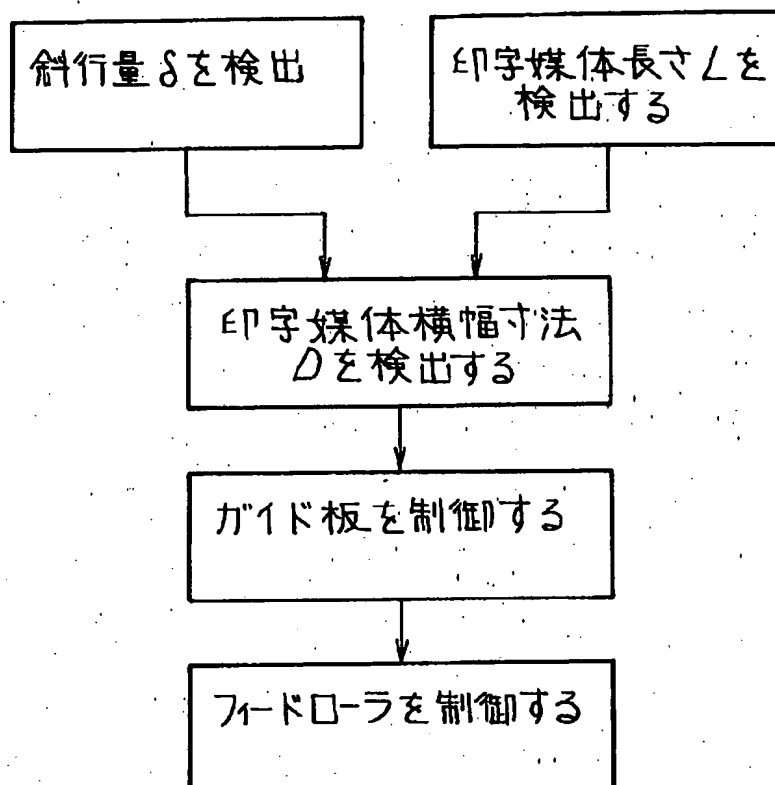 斜行量δを検出
印字媒体長さLを
検出する
印字媒体横幅寸法
Dを検出する
ガイド板を制御する
フィードローラを制御する